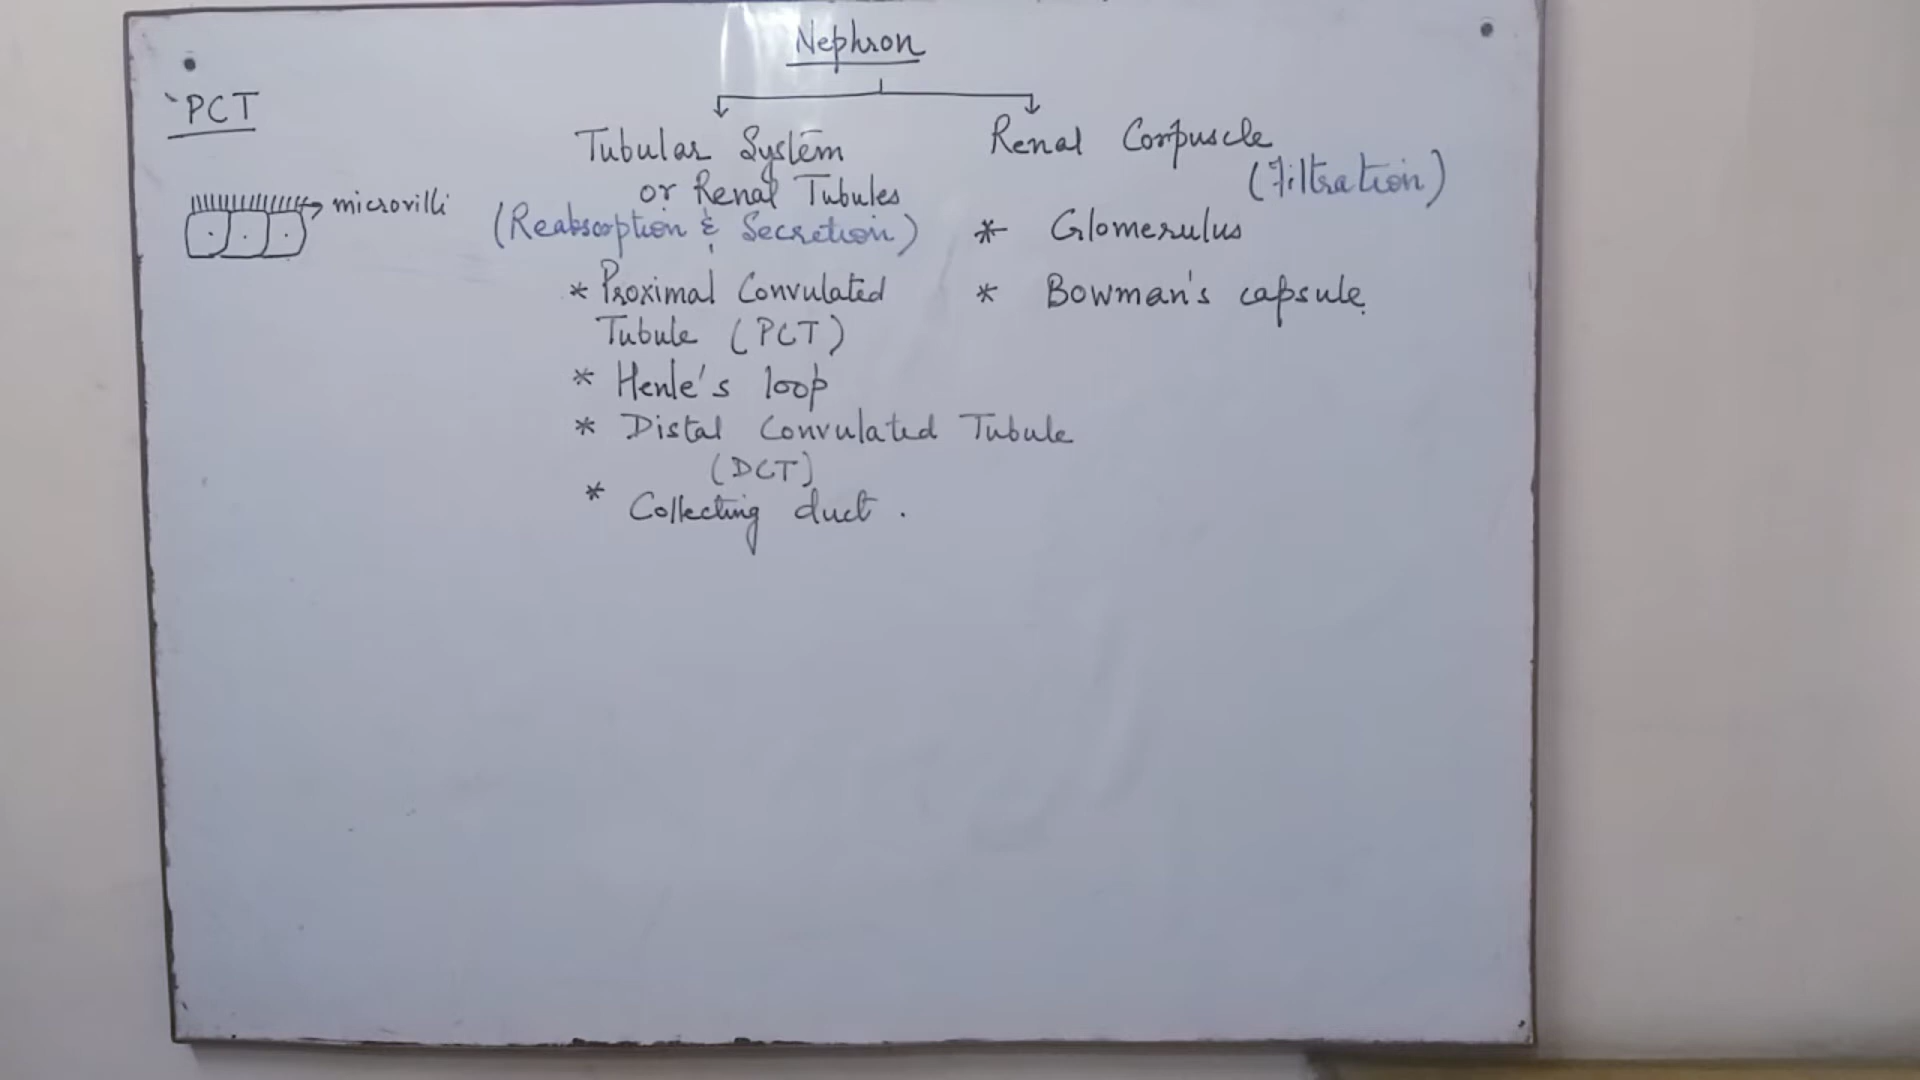 Nephron
PCT
microvilli
Tubular System
or Renal Tubules
(Reabsorption & Secretion)
* Proximal Convulated
Tubule (PCT)
* Henle's loop
* Distal Convulated Tubule
(DCT)
* Collecting duct.
Renal Corpuscle
(Filtration)
* Glomerulus
* Bowman's capsule.